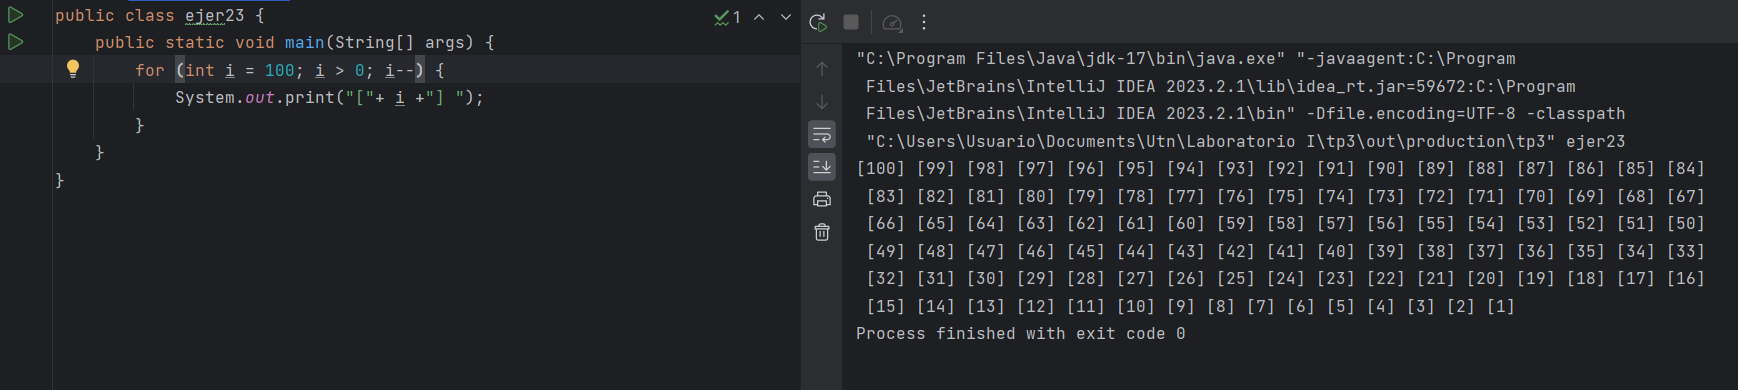 public class ejer23 {
public static void main(String[] args) {
for (int i = 100; i > 0; i--) {
System.out.print("["+ i +"] ");
}
}
}
1
"C:\Program Files\Java\jdk-17\bin\java.exe" "-javaagent:C:\Program
Files\JetBrains\IntelliJ IDEA 2023.2.1\lib\idea_rt.jar=59672:C:\Program
Files\JetBrains\IntelliJ IDEA 2023.2.1\bin" -Dfile.encoding=UTF-8 -classpath
"C:\Users\Usuario\Documents\Utn\Laboratorio I\tp3\out\production\tp3" ejer23
[100] [99] [98] [97] [96] [95] [94] [93] [92] [91] [90] [89] [88] [87] [86] [85] [84]
[83] [82] [81] [80] [79] [78] [77] [76] [75] [74] [73] [72] [71] [70] [69] [68] [67]
[66] [65] [64] [63] [62] [61] [60] [59] [58] [57] [56] [55] [54] [53] [52] [51] [50]
[49] [48] [47] [46] [45] [44] [43] [42] [41] [40] [39] [38] [37] [36] [35] [34] [33]
[32] [31] [30] [29] [28] [27] [26] [25] [24] [23] [22] [21] [20] [19] [18] [17] [16]
[15] [14] [13] [12] [11] [10] [9] [8] [7] [6] [5] [4] [3] [2] [1]
Process finished with exit code 0